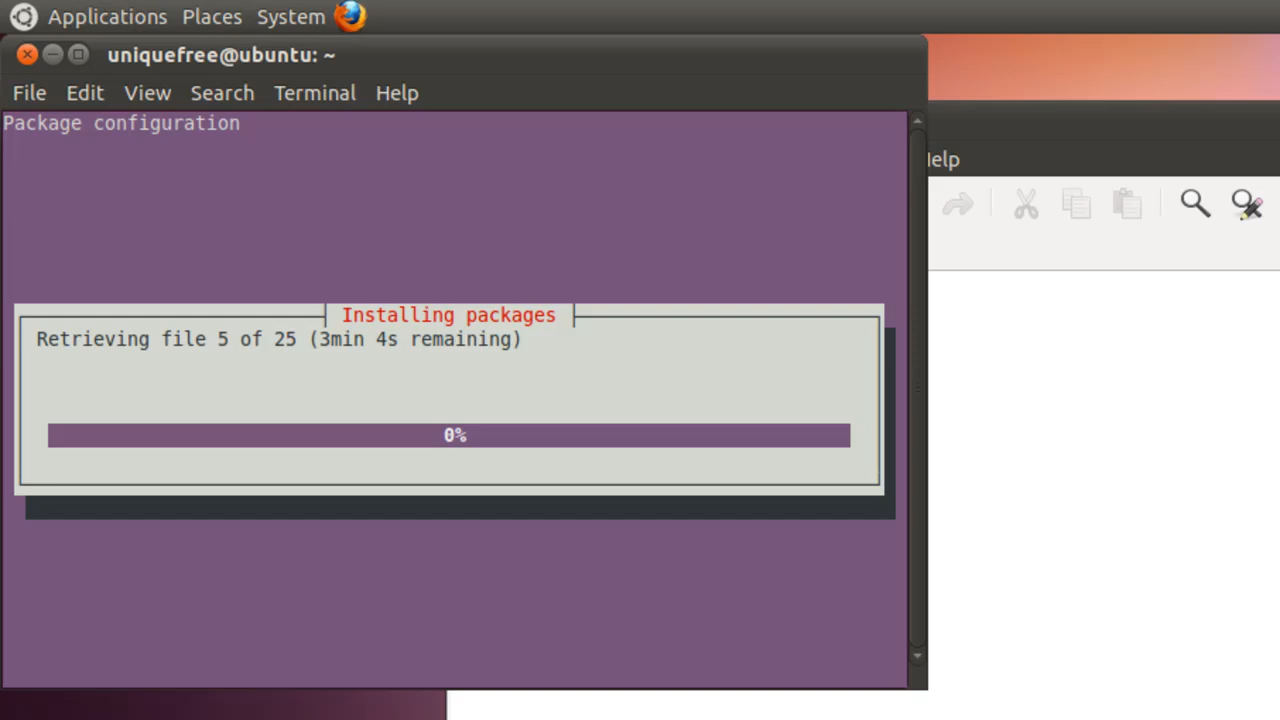 Applications Places System
uniquefree@ubuntu: ~
File Edit View Search Terminal Help
Package configuration
Help
Installing packages
Retrieving file 5 of 25 (3min 4s remaining)
0%